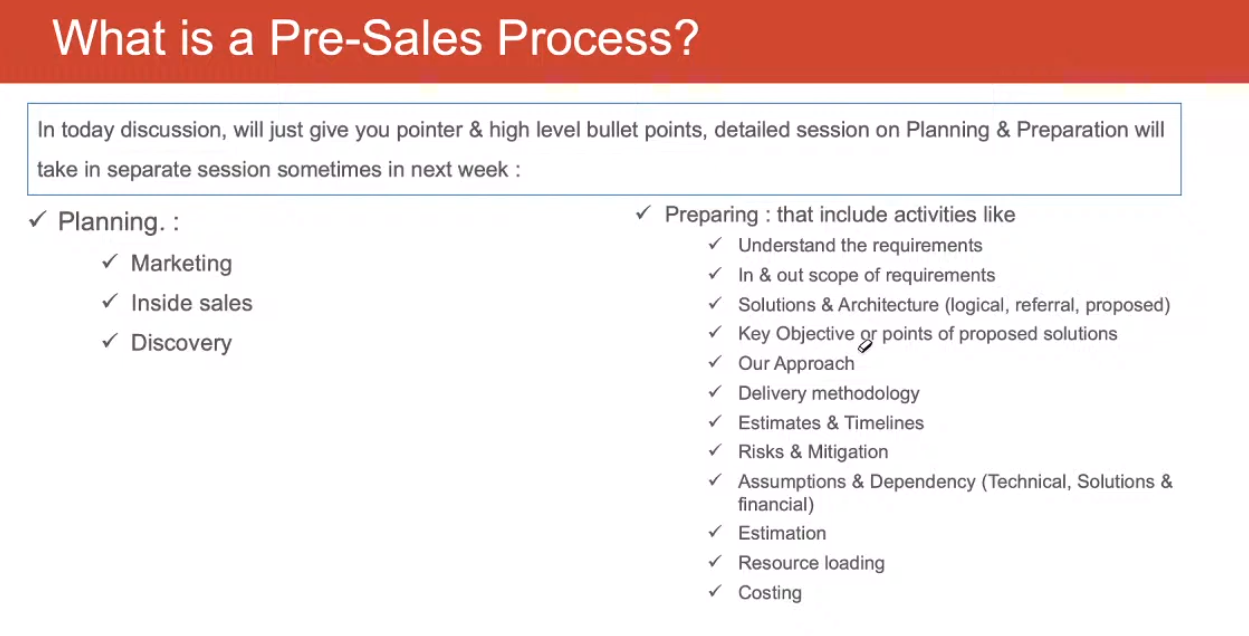 What is a Pre-Sales Process?
In today discussion, will just give you pointer & high level bullet points, detailed session on Planning & Preparation will
take in separate session sometimes in next week :
Planning. :
Marketing
Inside sales
Discovery
Preparing : that include activities like
Understand the requirements
In & out scope of requirements
Solutions & Architecture (logical, referral, proposed)
Key Objective or points of proposed solutions
Our Approach
Delivery methodology
Estimates & Timelines
Risks & Mitigation
Assumptions & Dependency (Technical, Solutions &
financial)
Estimation
Resource loading
Costing